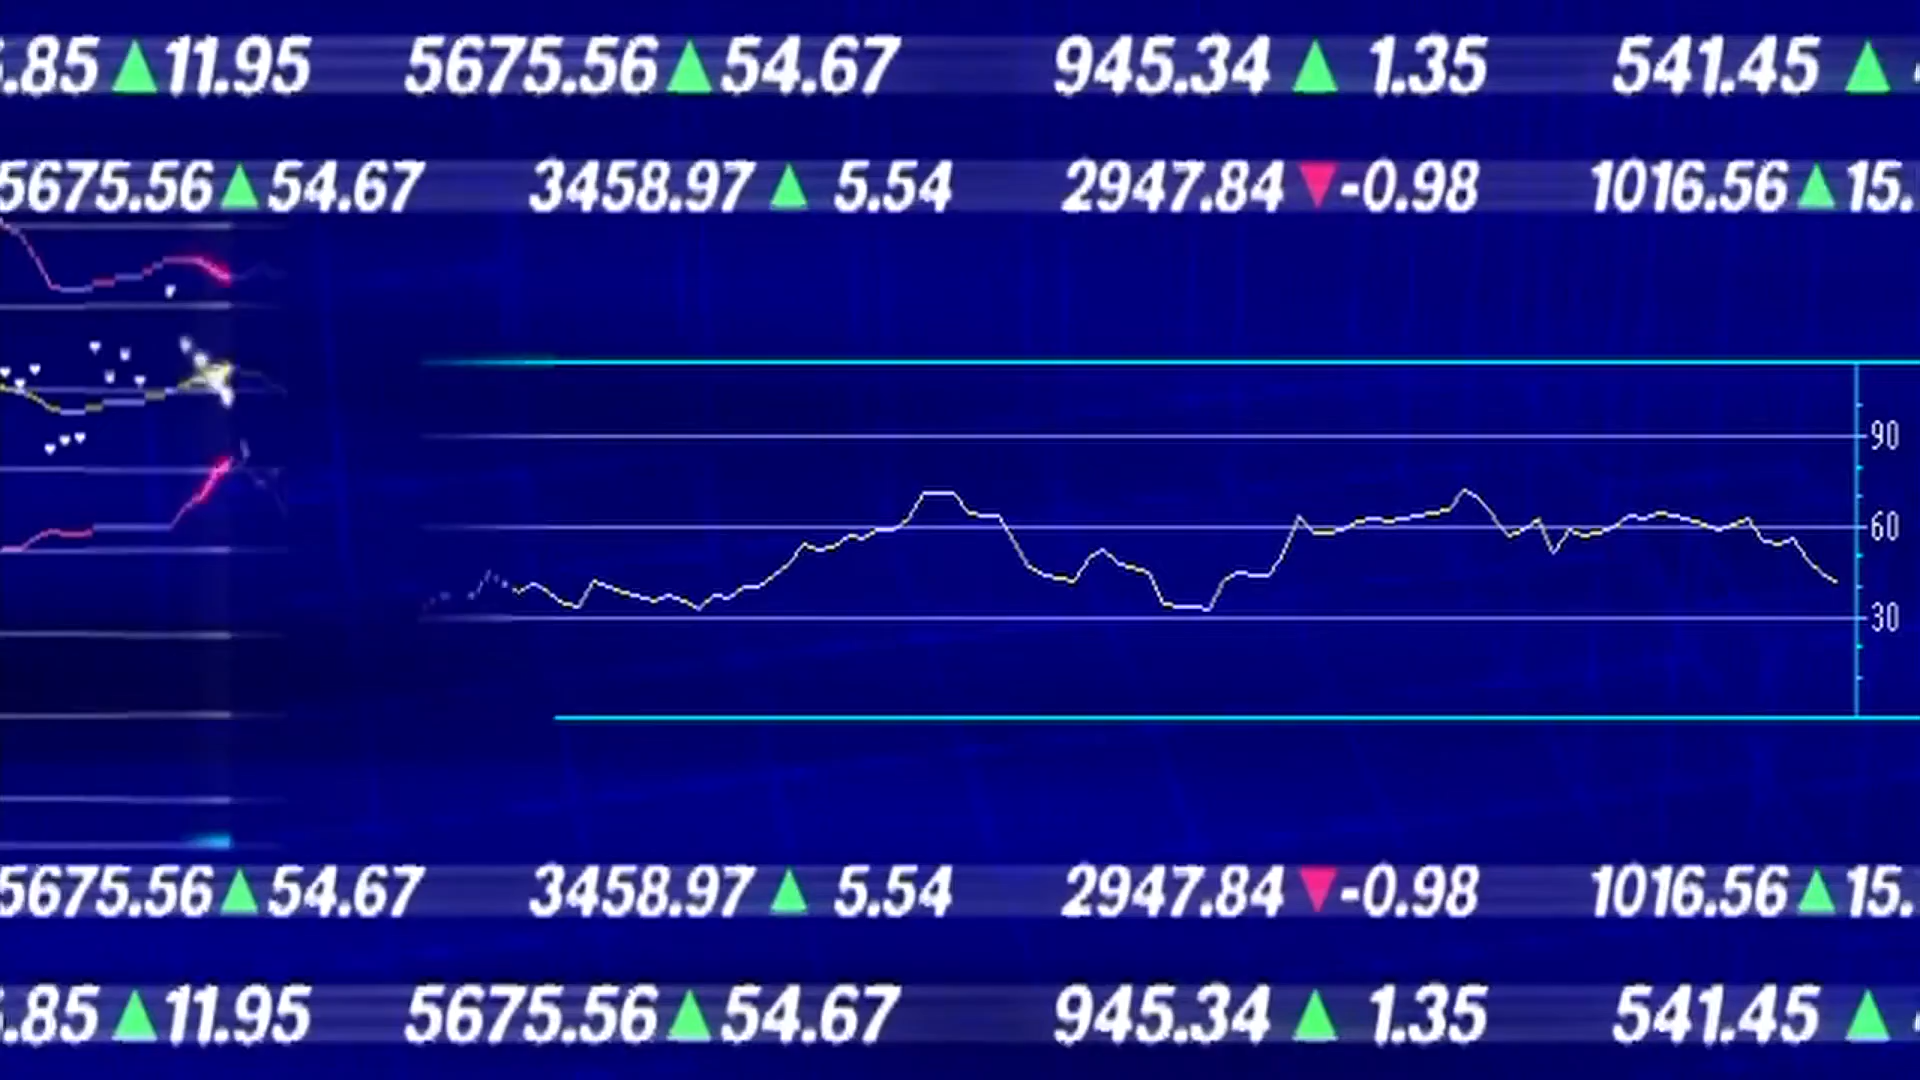 .85 ▲ 11.95 5675.56 ▲ 54.67 945.34 ▲ 1.35 541.45 ▲
5675.56 ▲ 54.67 3458.97 ▲ 5.54 2947.84 ▼ -0.98 1016.56 ▲ 15.
90
60
30
5675.56 ▲ 54.67 3458.97 ▲ 5.54 2947.84 ▼ -0.98 1016.56 ▲ 15.
.85 ▲ 11.95 5675.56 ▲ 54.67 945.34 ▲ 1.35 541.45 ▲